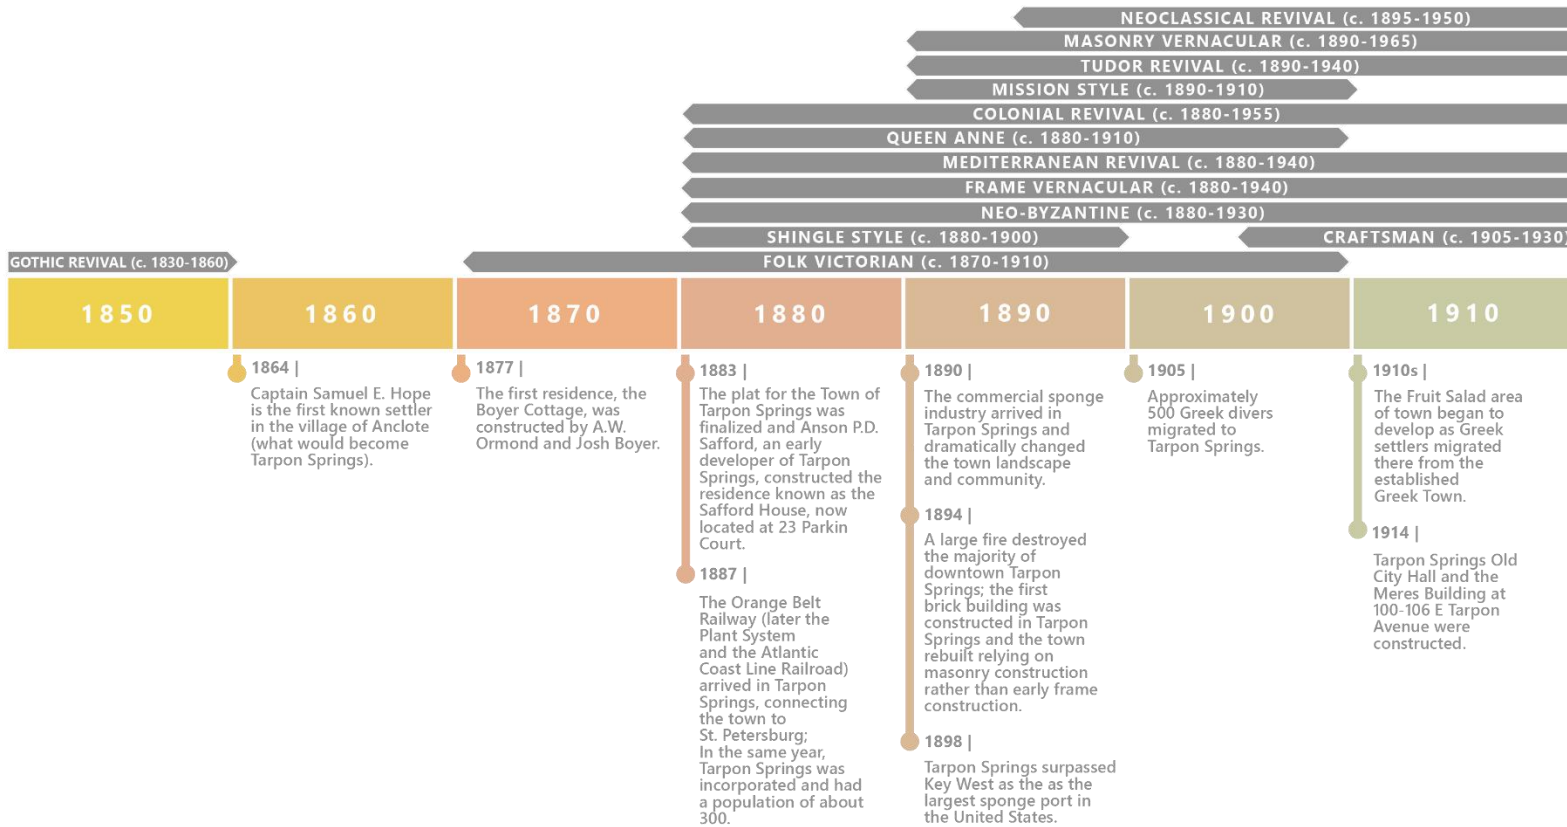 NEOCLASSICAL REVIVAL (c. 1895-1950)
MASONRY VERNACULAR (c. 1890-1965)
TUDOR REVIVAL (c. 1890-1940)
MISSION STYLE (c. 1890-1910)
COLONIAL REVIVAL (c. 1880-1955)
QUEEN ANNE (c. 1880-1910)
MEDITERRANEAN REVIVAL (c. 1880-1940)
FRAME VERNACULAR (c. 1880-1940)
NEO-BYZANTINE (c. 1880-1930)
SHINGLE STYLE (c. 1880-1900)
CRAFTSMAN (c. 1905-1930)
GOTHIC REVIVAL (c. 1830-1860)
FOLK VICTORIAN (c. 1870-1910)
1850
1860
1870
1880
1890
1900
1910
1864 |
Captain Samuel E. Hope
is the first known settler
in the village of Anclote
(what would become
Tarpon Springs).
1877 |
The first residence, the
Boyer Cottage, was
constructed by A.W.
Ormond and Josh Boyer.
1883 |
The plat for the Town of
Tarpon Springs was
finalized and Anson P.D.
Safford, an early
developer of Tarpon
Springs, constructed the
residence known as the
Safford House, now
located at 23 Parkin
Court.
1887 |
The Orange Belt
Railway (later the
Plant System
and the Atlantic
Coast Line Railroad)
arrived in Tarpon
Springs, connecting
the town to
St. Petersburg;
In the same year,
Tarpon Springs was
incorporated and had
a population of about
300.
1890 |
The commercial sponge
industry arrived in
Tarpon Springs and
dramatically changed
the town landscape
and community.
1894 |
A large fire destroyed
the majority of
downtown Tarpon
Springs; the first
brick building was
constructed in Tarpon
Springs and the town
rebuilt relying on
masonry construction
rather than early frame
construction.
1898 |
Tarpon Springs surpassed
Key West as the as the
largest sponge port in
the United States.
1905 |
Approximately
500 Greek divers
migrated to
Tarpon Springs.
1910s |
The Fruit Salad area
of town began to
develop as Greek
settlers migrated
there from the
established
Greek Town.
1914 |
Tarpon Springs Old
City Hall and the
Meres Building at
100-106 E Tarpon
Avenue were
constructed.